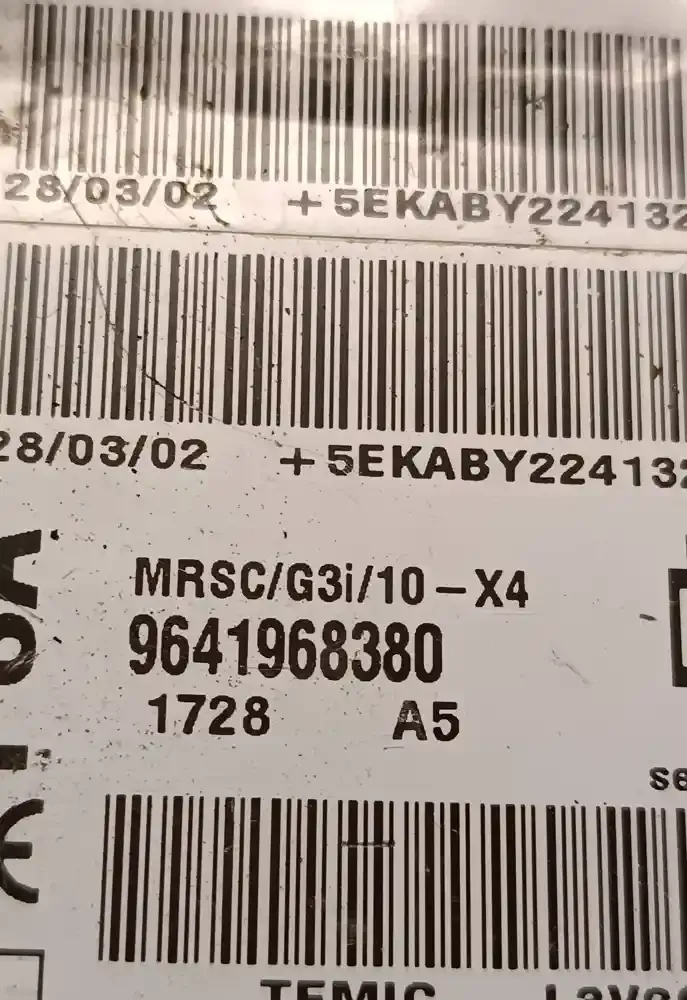 28/03/02 +5EKABY224132
28/03/02 +5EKABY224132
MRSC/G3i/10-X4
9641968380
1728 A5
TEMIC